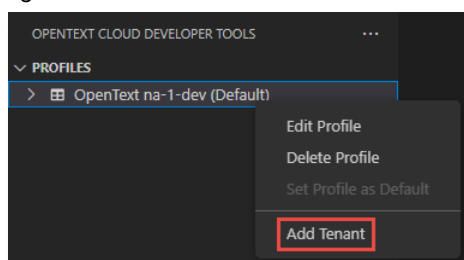 OPENTEXT CLOUD DEVELOPER TOOLS ...
PROFILES
OpenText na-1-dev (Default)
Edit Profile
Delete Profile
Set Profile as Default
Add Tenant